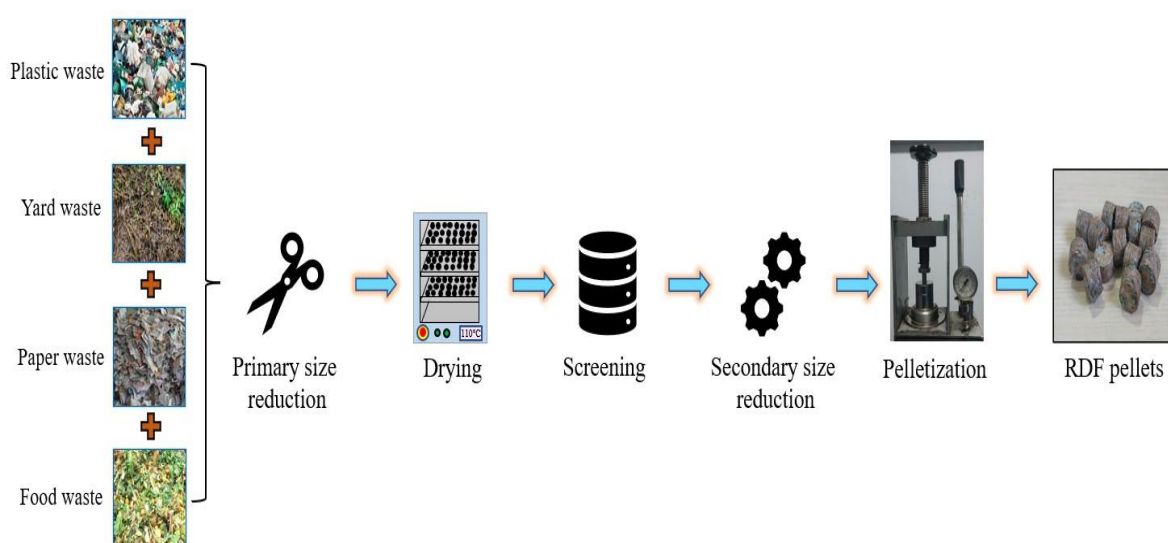 Plastic waste
Yard waste
Paper waste
Food waste
Primary size
reduction
110°C
Drying
Screening
Secondary size
reduction
Pelletization
RDF pellets